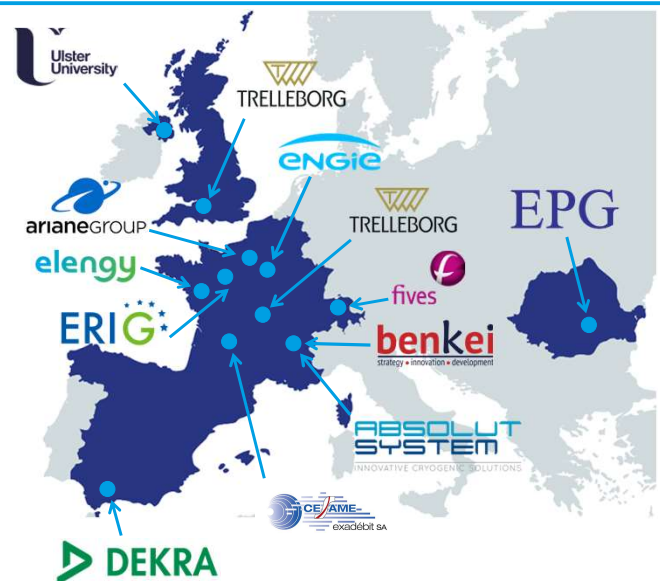 Ulster
University
TRELLEBORG
ENGIE
arianeGROUP
TRELLEBORG
EPG
elengy
fives
ERIG
benkei
strategy • innovation • development
ABSOLUT
SYSTEM
INNOVATIVE CRYOGENIC SOLUTIONS
CESAME
exadébit SA
DEKRA